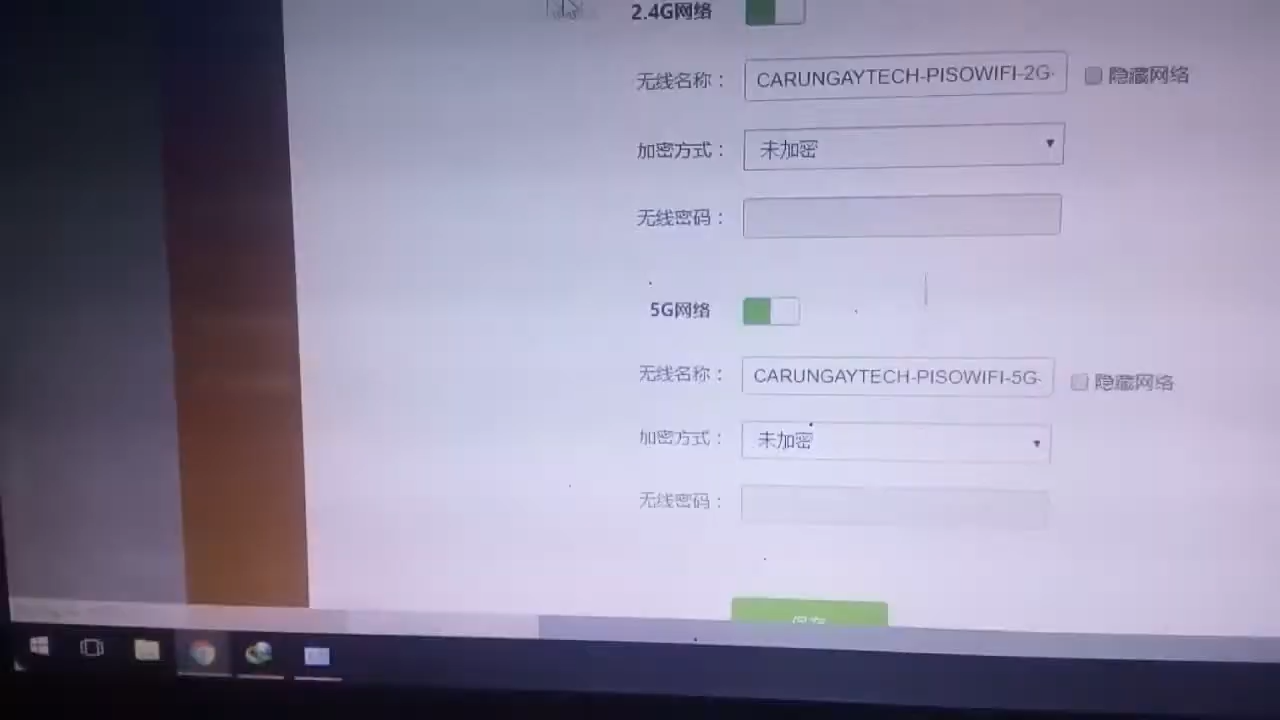 2.4G网络
无线名称：
CARUNGAYTECH-PISOWIFI-2G-
隐藏网络
加密方式：
未加密
无线密码：
5G网络
无线名称：
CARUNGAYTECH-PISOWIFI-5G-
隐藏网络
加密方式：
未加密
无线密码：
保存